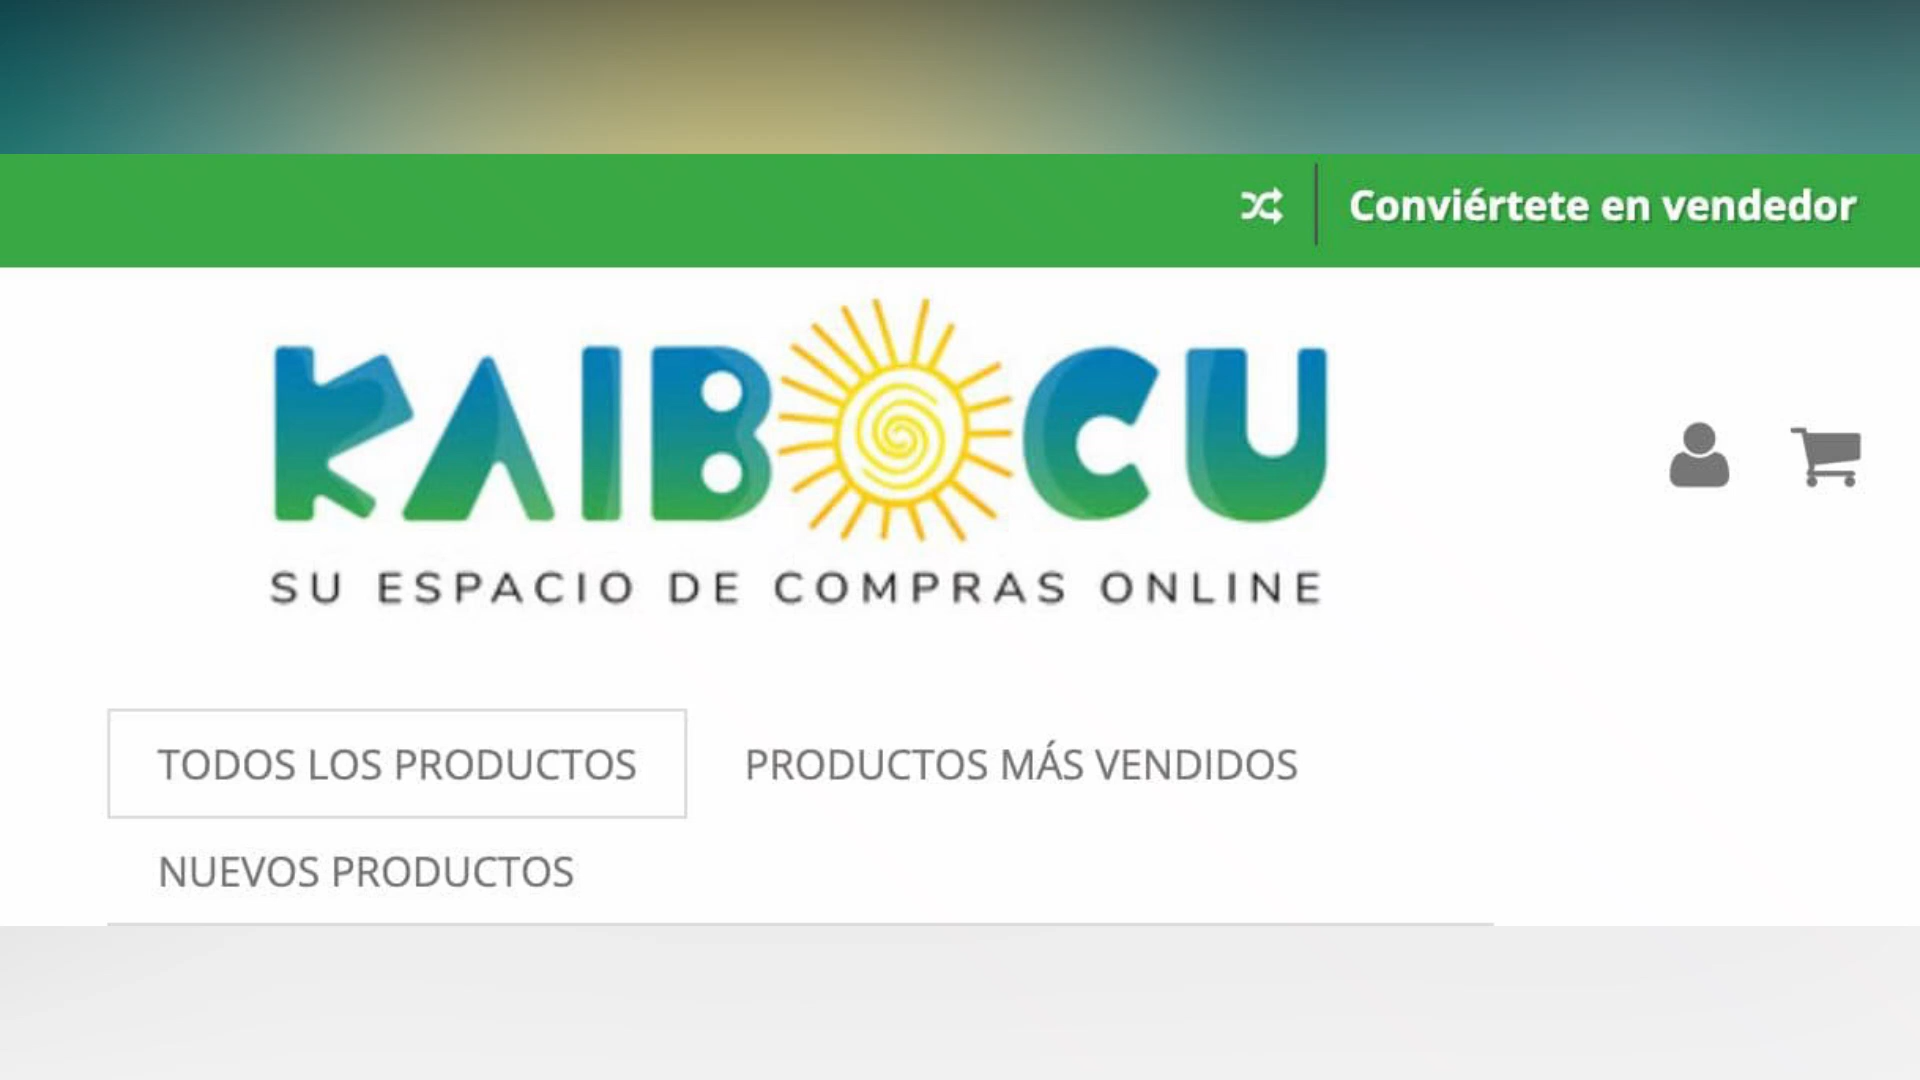 Conviértete en vendedor
KAIBOCU
SU ESPACIO DE COMPRAS ONLINE
TODOS LOS PRODUCTOS
PRODUCTOS MÁS VENDIDOS
NUEVOS PRODUCTOS